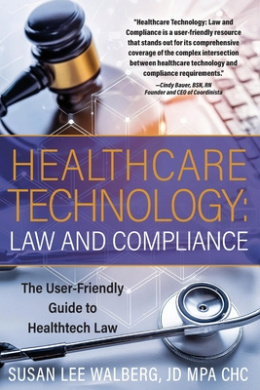 "Healthcare Technology: Law and
Compliance is a user-friendly resource
that stands out for its comprehensive
coverage of the complex intersection
between healthcare technology and
compliance requirements."
—Cindy Bauer, BSN, RN
Founder and CEO of Coordinista
HEALTHCARE
TECHNOLOGY:
LAW AND COMPLIANCE
The User-Friendly
Guide to
Healthtech Law
SUSAN LEE WALBERG, JD MPA CHC